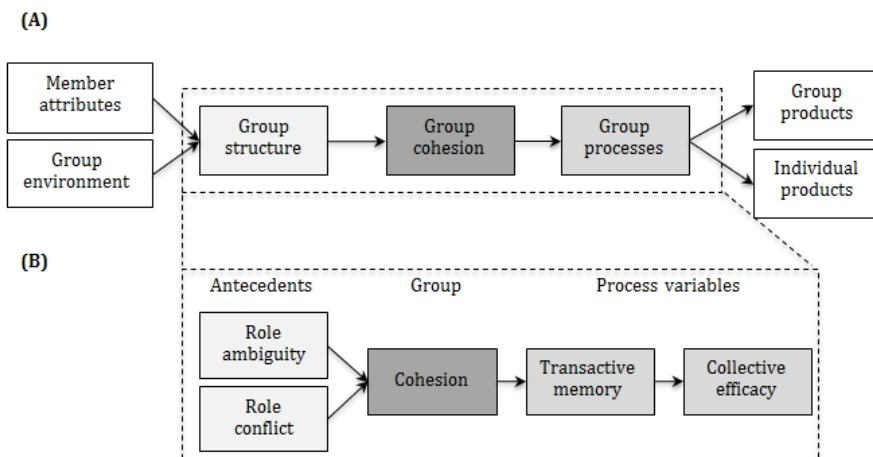 (A)
Member
attributes
Group
environment
Group
structure
Group
cohesion
Group
processes
Group
products
Individual
products
(B)
Antecedents
Group
Process variables
Role
ambiguity
Role
conflict
Cohesion
Transactive
memory
Collective
efficacy